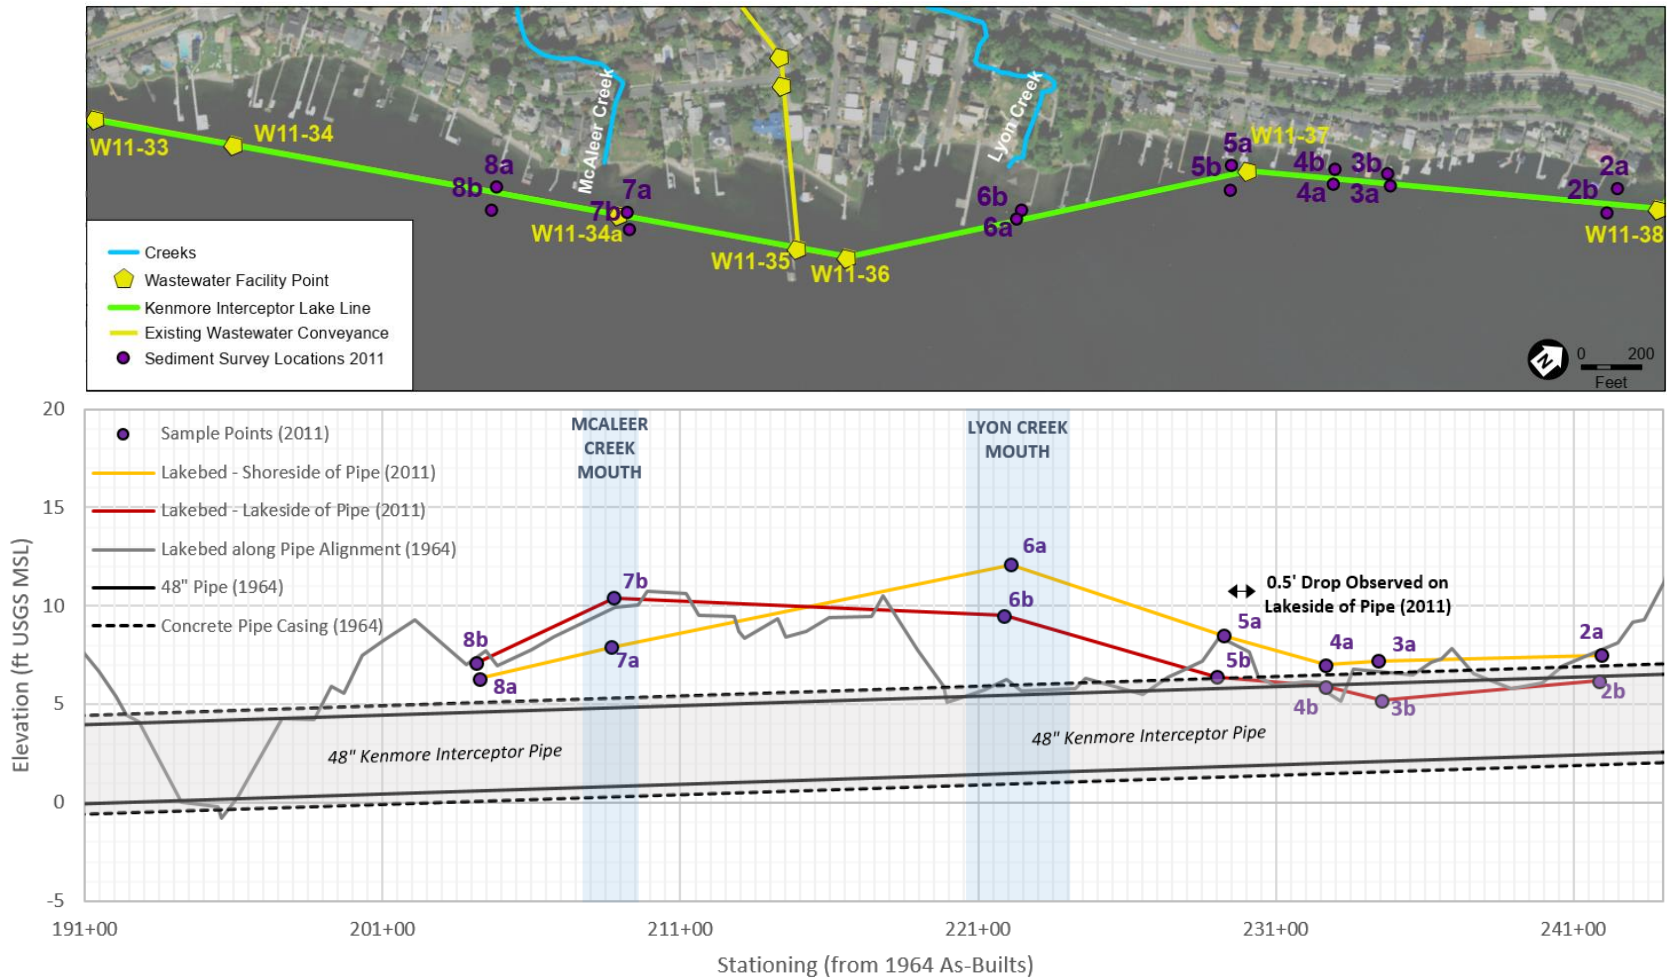 McAleer Creek
Lyon Creek
W11-33
W11-34
8a
8b
7a
7b
W11-34a
W11-35
W11-36
6b
6a
5a
W11-37
5b
4b
3b
4a
3a
2a
2b
W11-38
Creeks
Wastewater Facility Point
Kenmore Interceptor Lake Line
Existing Wastewater Conveyance
Sediment Survey Locations 2011
N
0 200
Feet
20
15
10
5
0
-5
Elevation (ft USGS MSL)
Sample Points (2011)
Lakebed - Shoreside of Pipe (2011)
Lakebed - Lakeside of Pipe (2011)
Lakebed along Pipe Alignment (1964)
48" Pipe (1964)
Concrete Pipe Casing (1964)
MCALEER
CREEK
MOUTH
LYON CREEK
MOUTH
8b
8a
7b
7a
6a
6b
0.5' Drop Observed on
Lakeside of Pipe (2011)
5a
5b
4a
4b
3a
3b
2a
2b
48" Kenmore Interceptor Pipe
48" Kenmore Interceptor Pipe
191+00
201+00
211+00
221+00
231+00
241+00
Stationing (from 1964 As-Builts)